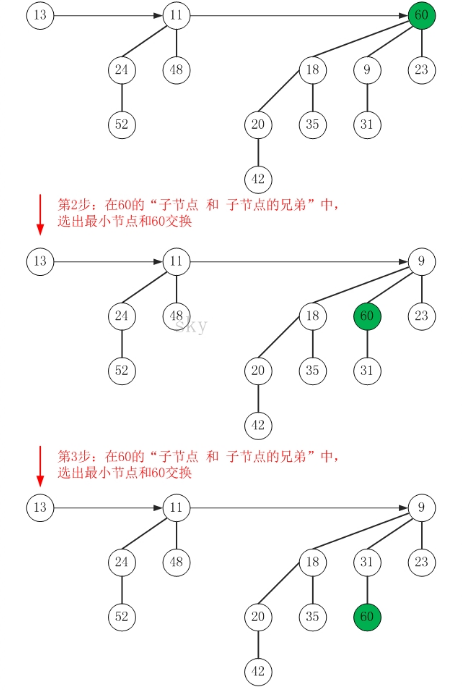 13 11 60
24 48 18 9 23
52 20 35 31
42
第2步：在60的“子节点 和 子节点的兄弟”中，
选出最小节点和60交换
13 11 9
24 48 18 60 23
sky
52 20 35 31
42
第3步：在60的“子节点 和 子节点的兄弟”中，
选出最小节点和60交换
13 11 9
24 48 18 31 23
52 20 35 60
42